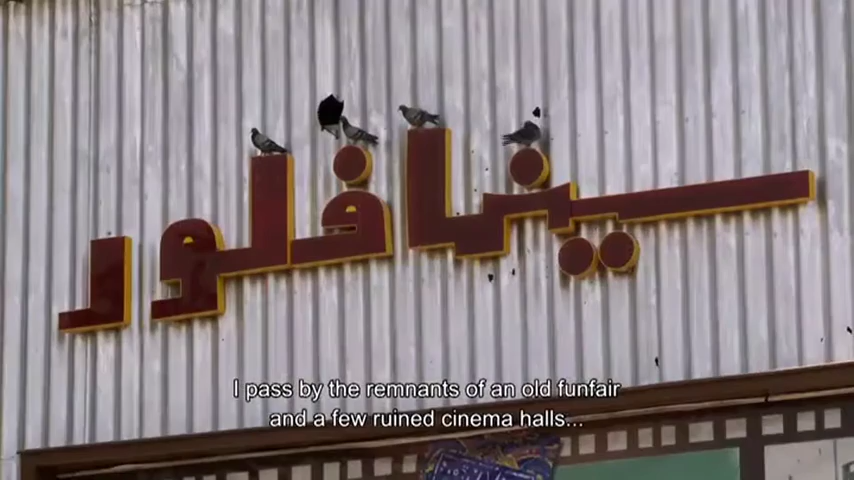 سينما فلور
I pass by the remnants of an old funfair
and a few ruined cinema halls...